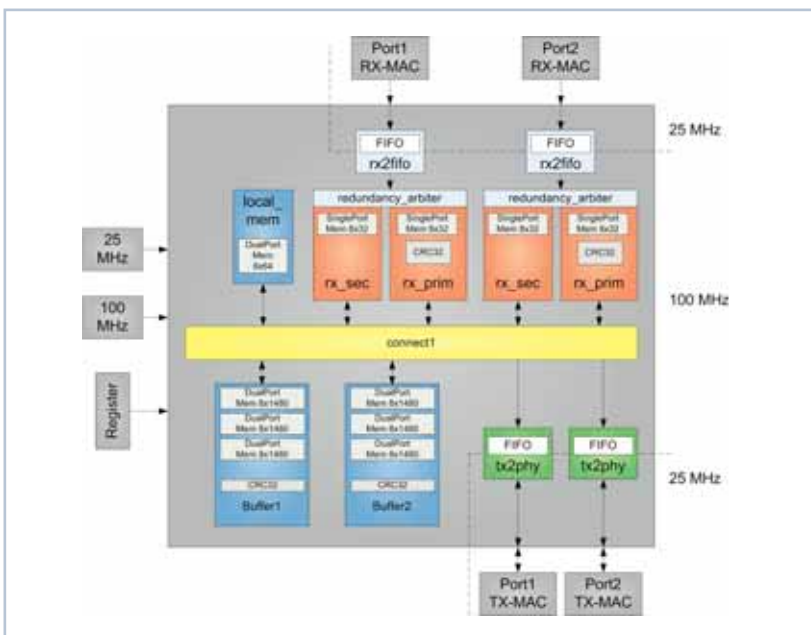 Port1
RX-MAC
Port2
RX-MAC
25 MHz
FIFO
rx2fifo
FIFO
rx2fifo
local_
mem
DualPort
Mem
8x64
redundancy_arbiter
SinglePort
Mem 8x32
rx_sec
SinglePort
Mem 8x32
CRC32
rx_prim
redundancy_arbiter
SinglePort
Mem 8x32
rx_sec
SinglePort
Mem 8x32
CRC32
rx_prim
25
MHz
100
MHz
100 MHz
connect1
Register
DualPort
Mem 8x1480
DualPort
Mem 8x1480
DualPort
Mem 8x1480
CRC32
Buffer1
DualPort
Mem 8x1480
DualPort
Mem 8x1480
DualPort
Mem 8x1480
CRC32
Buffer2
FIFO
tx2phy
FIFO
tx2phy
25 MHz
Port1
TX-MAC
Port2
TX-MAC